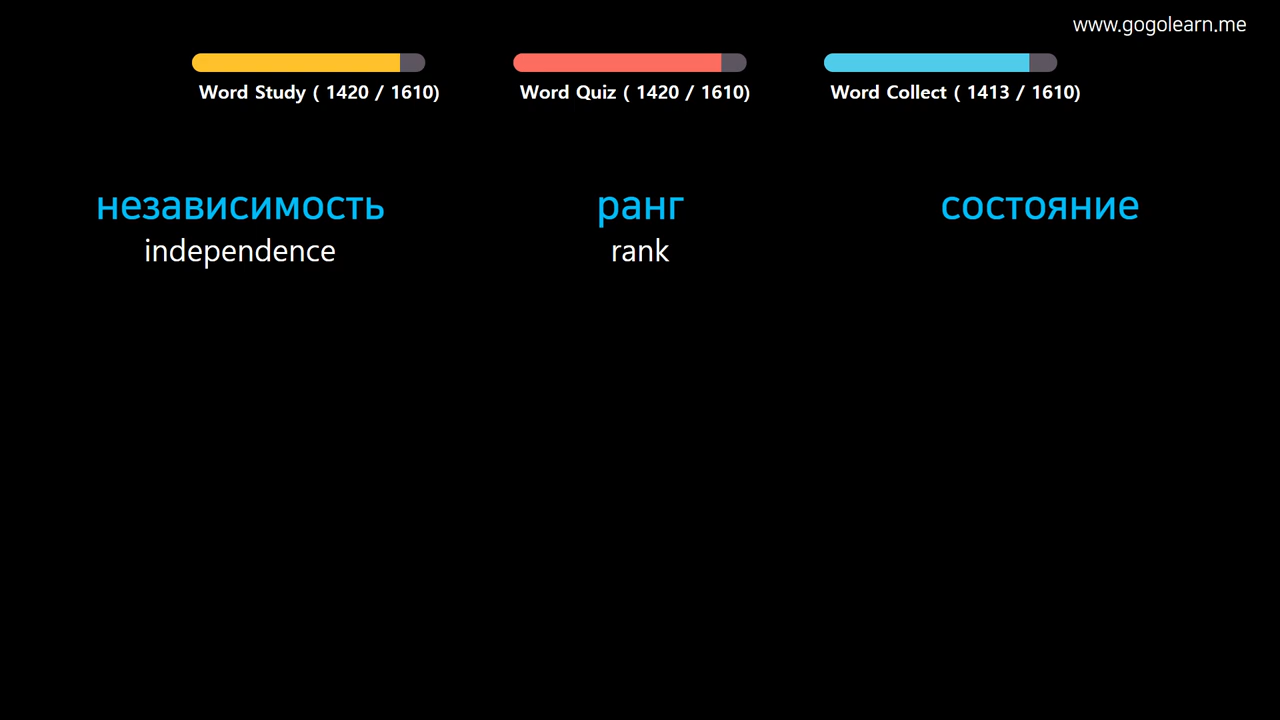 www.gogolearn.me
Word Study ( 1420 / 1610)
Word Quiz ( 1420 / 1610)
Word Collect ( 1413 / 1610)
независимость
independence
ранг
rank
состояние